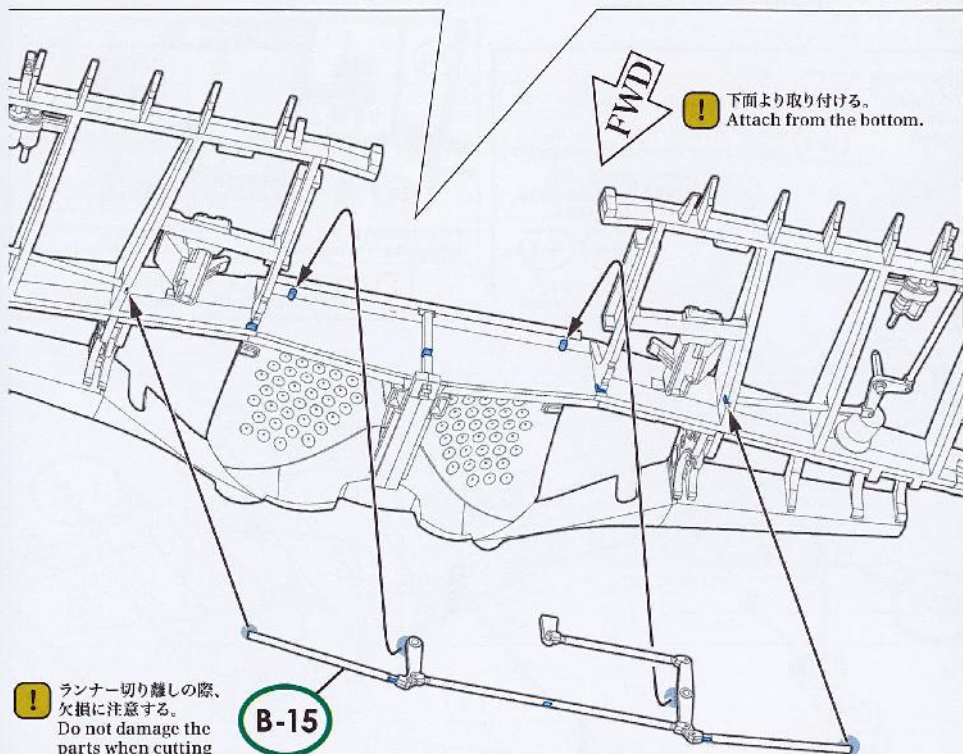 FWD
下面より取り付ける。
Attach from the bottom.
ランナー切り離しの際、
欠損に注意する。
Do not damage the
parts when cutting
B-15